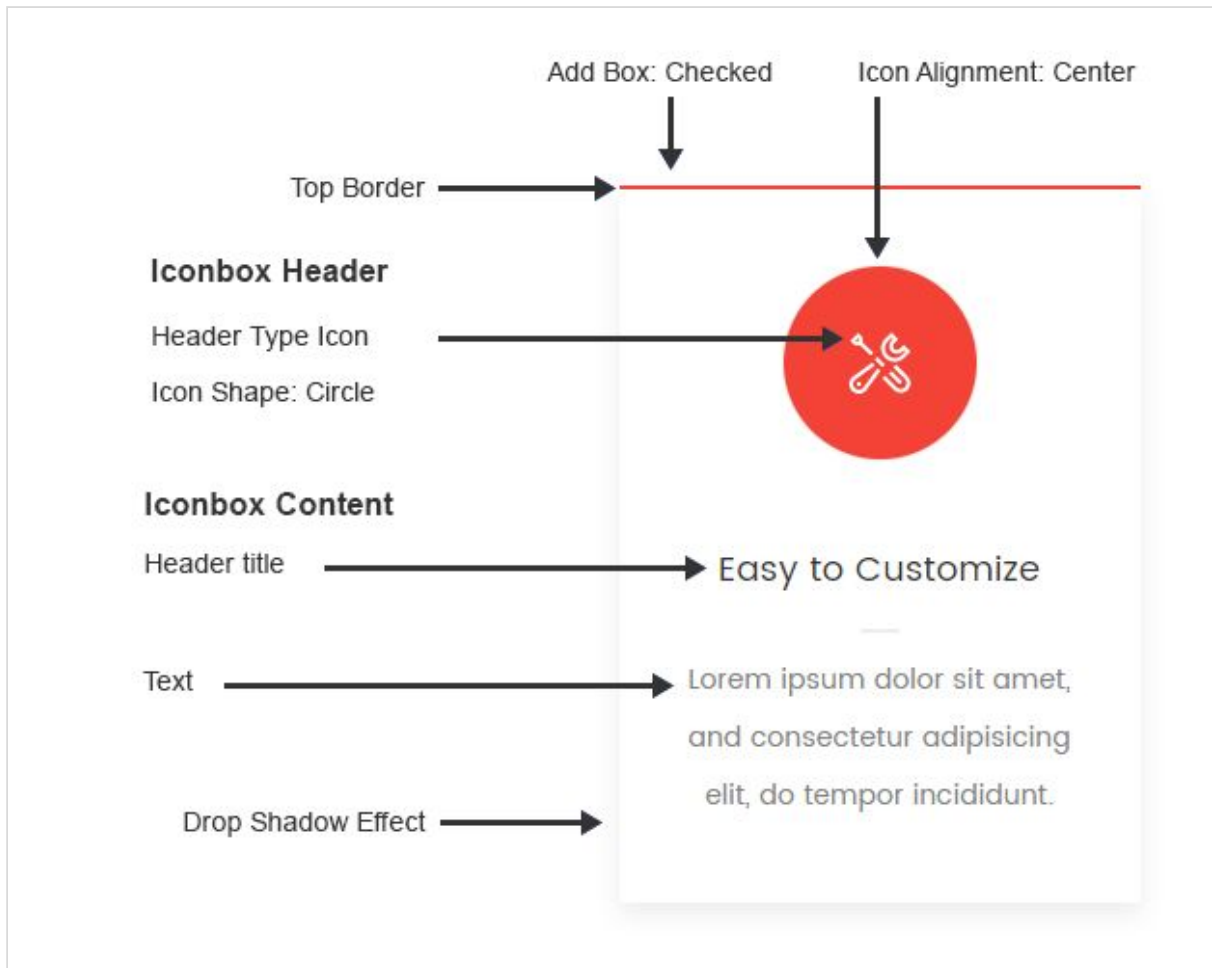 Add Box: Checked
Icon Alignment: Center
Top Border
Iconbox Header
Header Type Icon
Icon Shape: Circle
Iconbox Content
Header title
Easy to Customize
Text
Lorem ipsum dolor sit amet,
and consectetur adipisicing
elit, do tempor incididunt.
Drop Shadow Effect